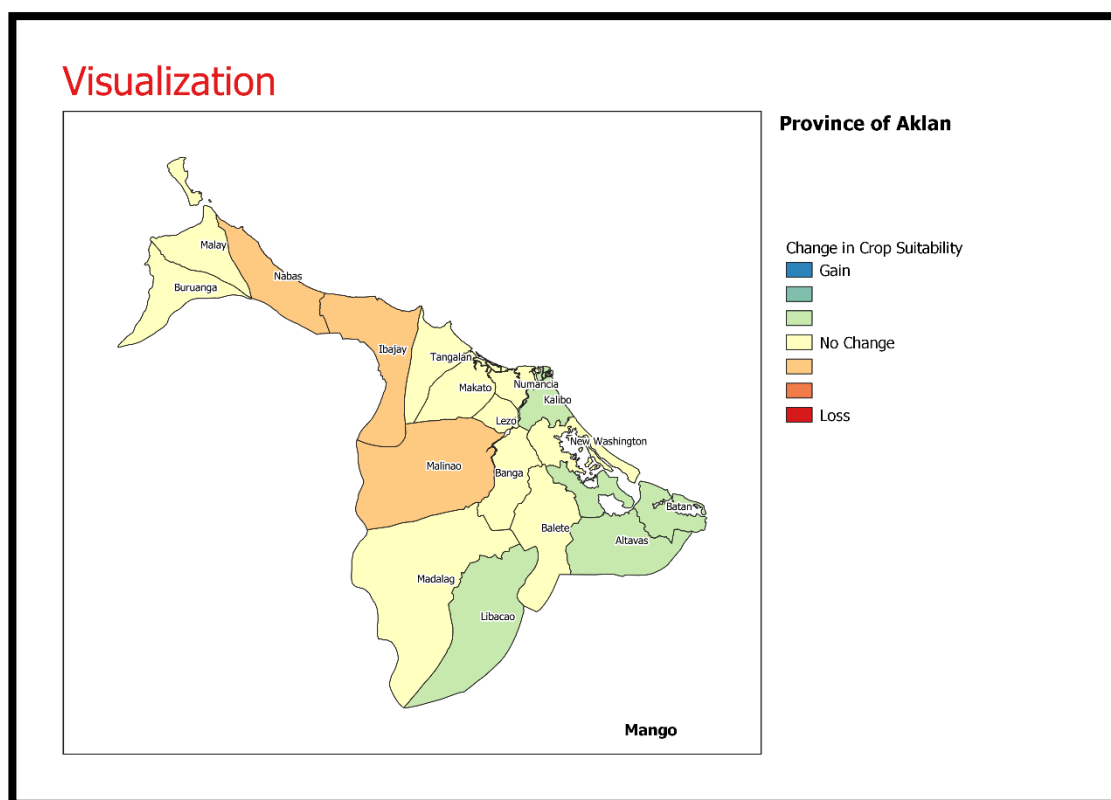 Visualization
Province of Aklan
Change in Crop Suitability
Gain
No Change
Loss
Malay
Nabas
Buruanga
Ibajay
Tangalan
Makato
Numancia
Kalibo
Lezo
New Washington
Malinao
Banga
Batan
Balete
Altavas
Madalag
Libacao
Mango